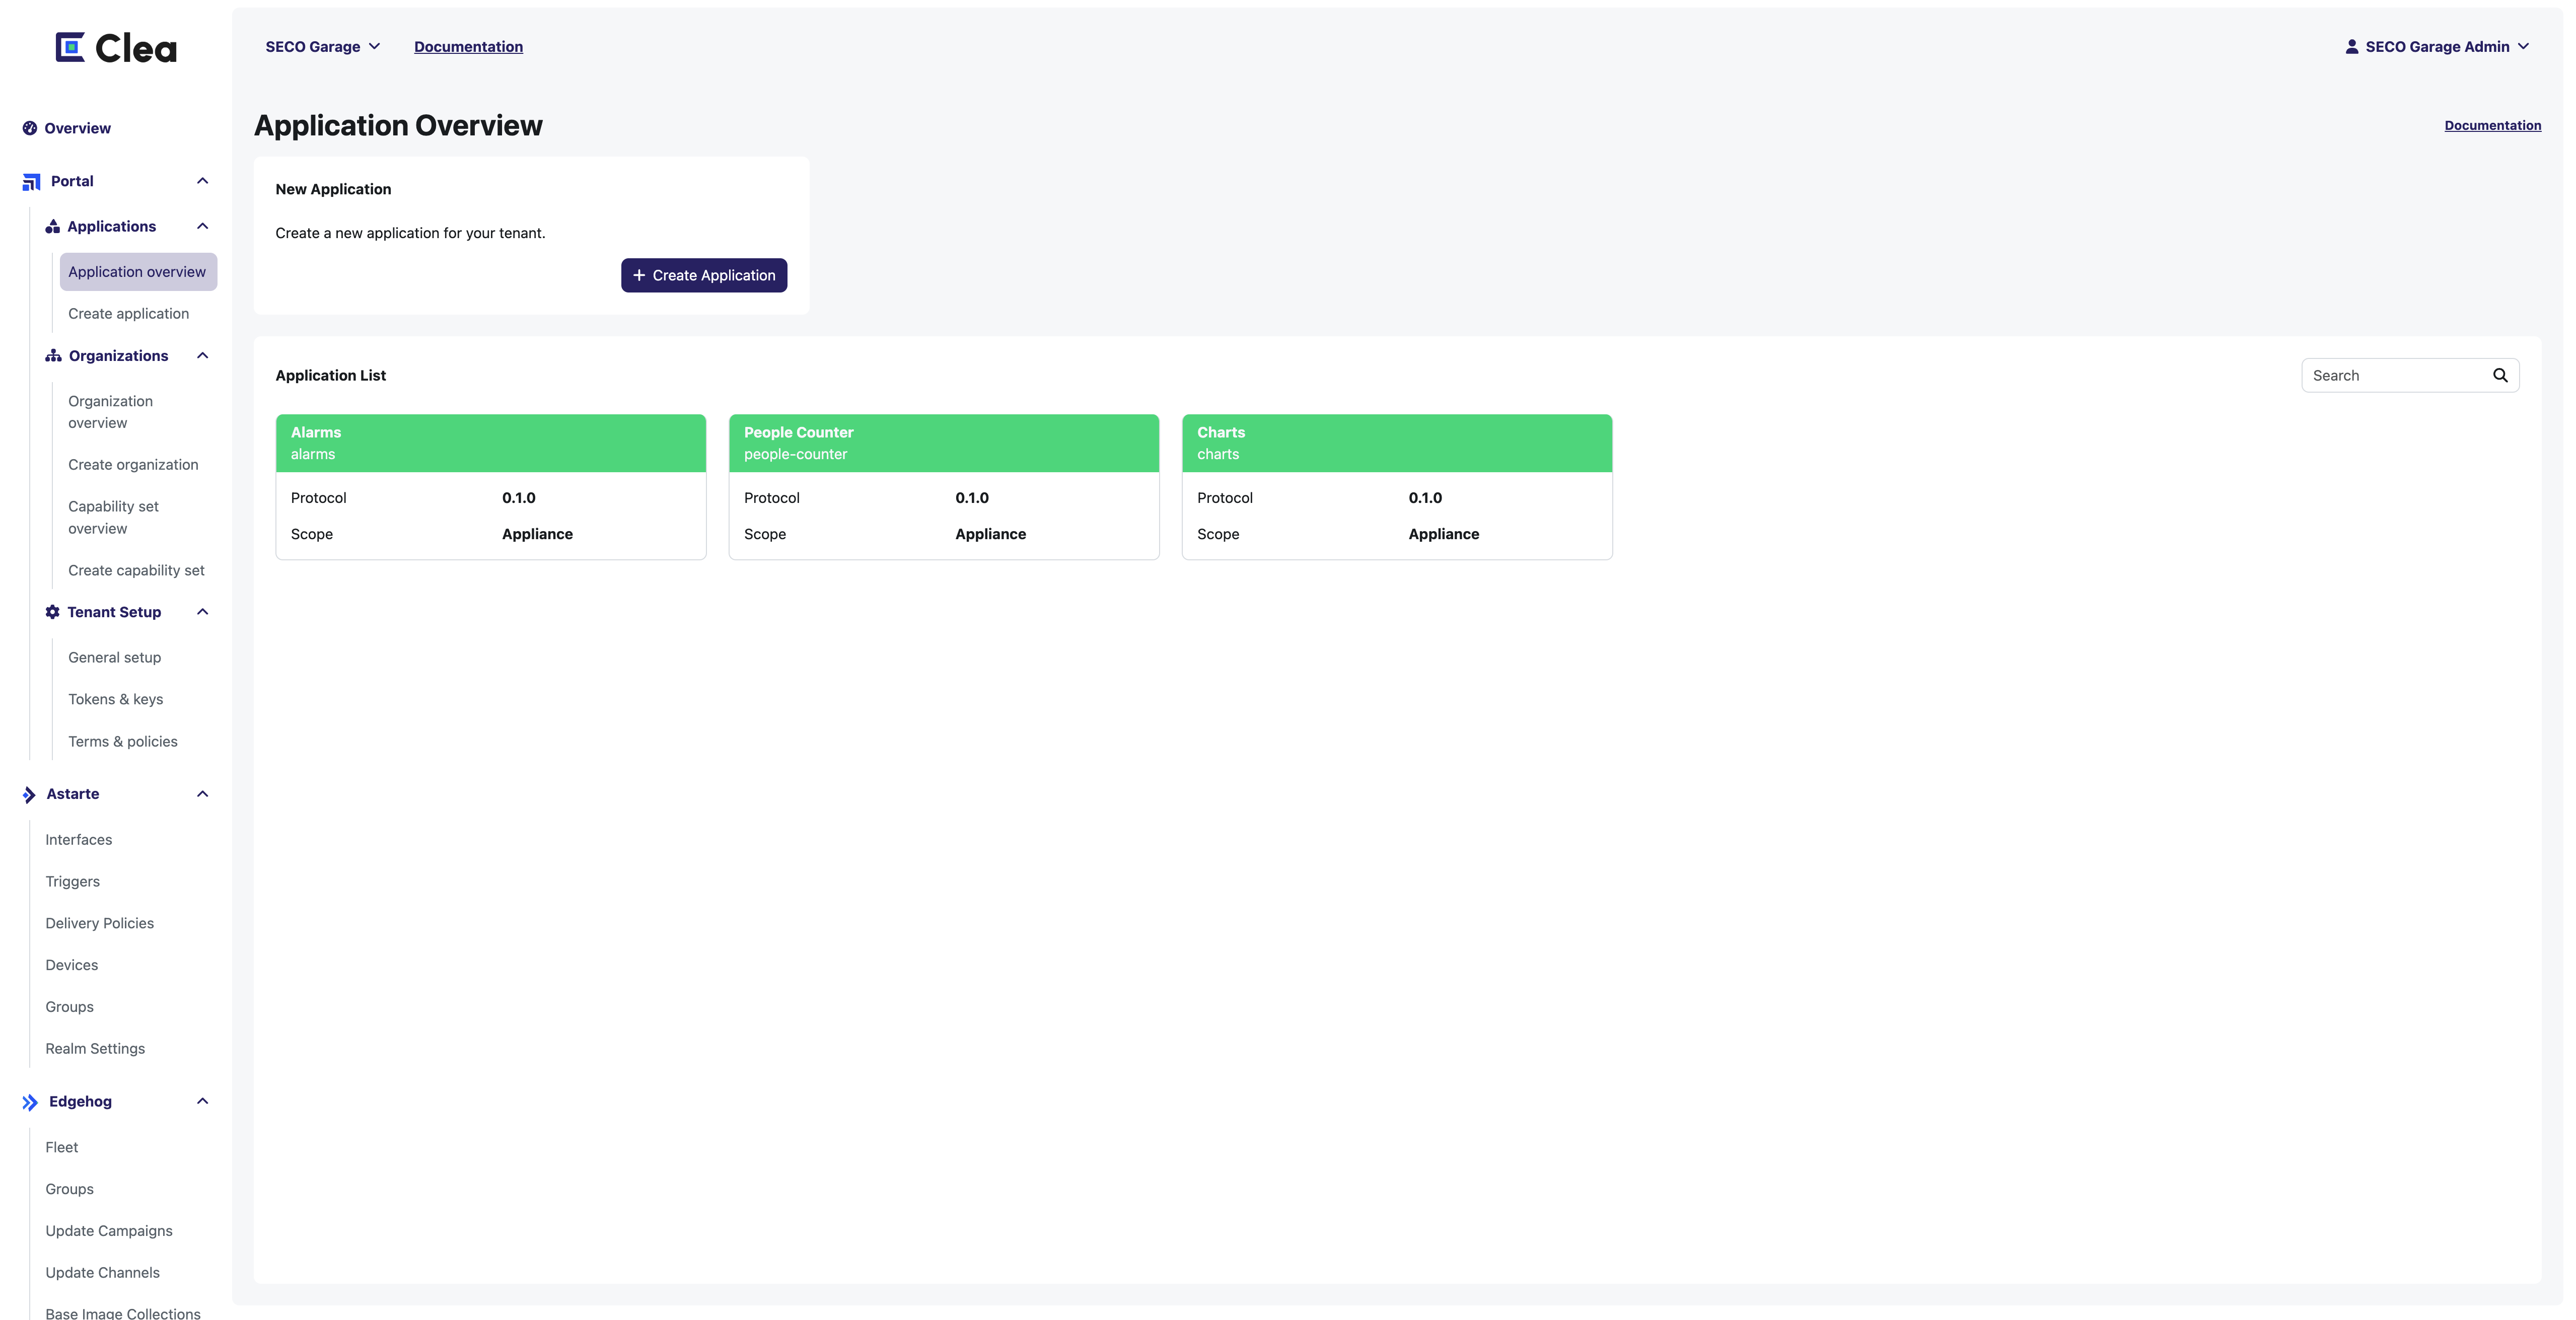 Clea
SECO Garage
Documentation
SECO Garage Admin
Overview
Portal
Applications
Application overview
Create application
Organizations
Organization
overview
Create organization
Capability set
overview
Create capability set
Tenant Setup
General setup
Tokens & keys
Terms & policies
Astarte
Interfaces
Triggers
Delivery Policies
Devices
Groups
Realm Settings
Edgehog
Fleet
Groups
Update Campaigns
Update Channels
Base Image Collections
Application Overview
Documentation
New Application
Create a new application for your tenant.
+ Create Application
Application List
Search
Alarms
alarms
Protocol 0.1.0
Scope Appliance
People Counter
people-counter
Protocol 0.1.0
Scope Appliance
Charts
charts
Protocol 0.1.0
Scope Appliance